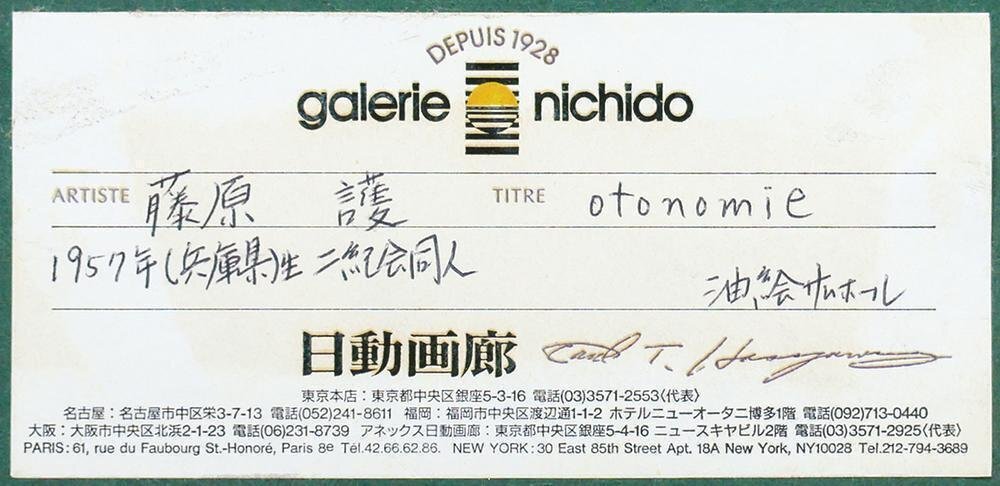 DEPUIS 1928
galerie nichido
ARTISTE 藤原 護 TITRE otonomie
1957年(兵庫県)生 二紀会同人
油絵 サムホール
日動画廊
東京本店：東京都中央区銀座5-3-16 電話(03)3571-2553〈代表〉
名古屋：名古屋市中区栄3-7-13 電話(052)241-8611 福岡：福岡市中央区渡辺通1-1-2 ホテルニューオータニ博多1階 電話(092)713-0440
大阪：大阪市中央区北浜2-1-23 電話(06)231-8739 アネックス日動画廊：東京都中央区銀座5-4-16 ニュースキヤビル2階 電話(03)3571-2925〈代表〉
PARIS: 61, rue du Faubourg St.-Honoré, Paris 8e Tél.42.66.62.86. NEW YORK: 30 East 85th Street Apt. 18A New York, NY10028 Tel.212-794-3689